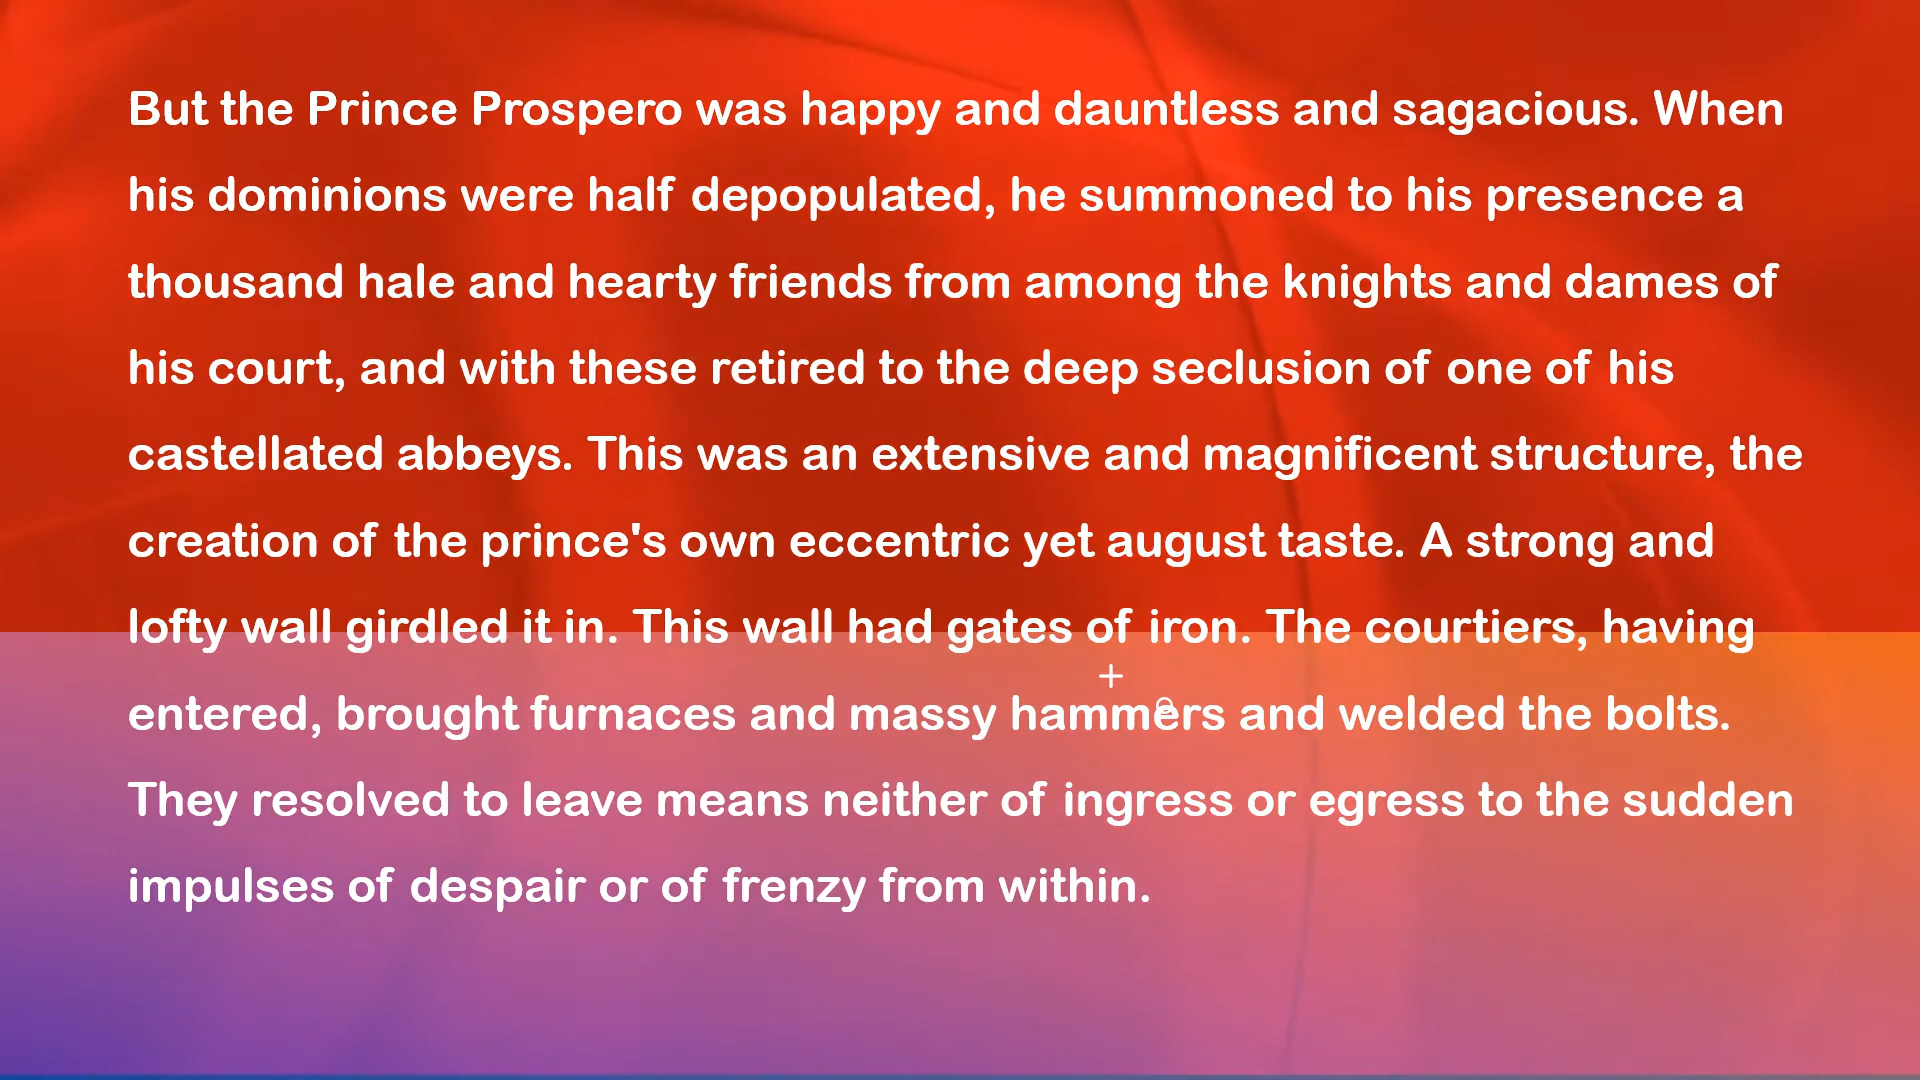 But the Prince Prospero was happy and dauntless and sagacious. When
his dominions were half depopulated, he summoned to his presence a
thousand hale and hearty friends from among the knights and dames of
his court, and with these retired to the deep seclusion of one of his
castellated abbeys. This was an extensive and magnificent structure, the
creation of the prince's own eccentric yet august taste. A strong and
lofty wall girdled it in. This wall had gates of iron. The courtiers, having
entered, brought furnaces and massy hammers and welded the bolts.
They resolved to leave means neither of ingress or egress to the sudden
impulses of despair or of frenzy from within.